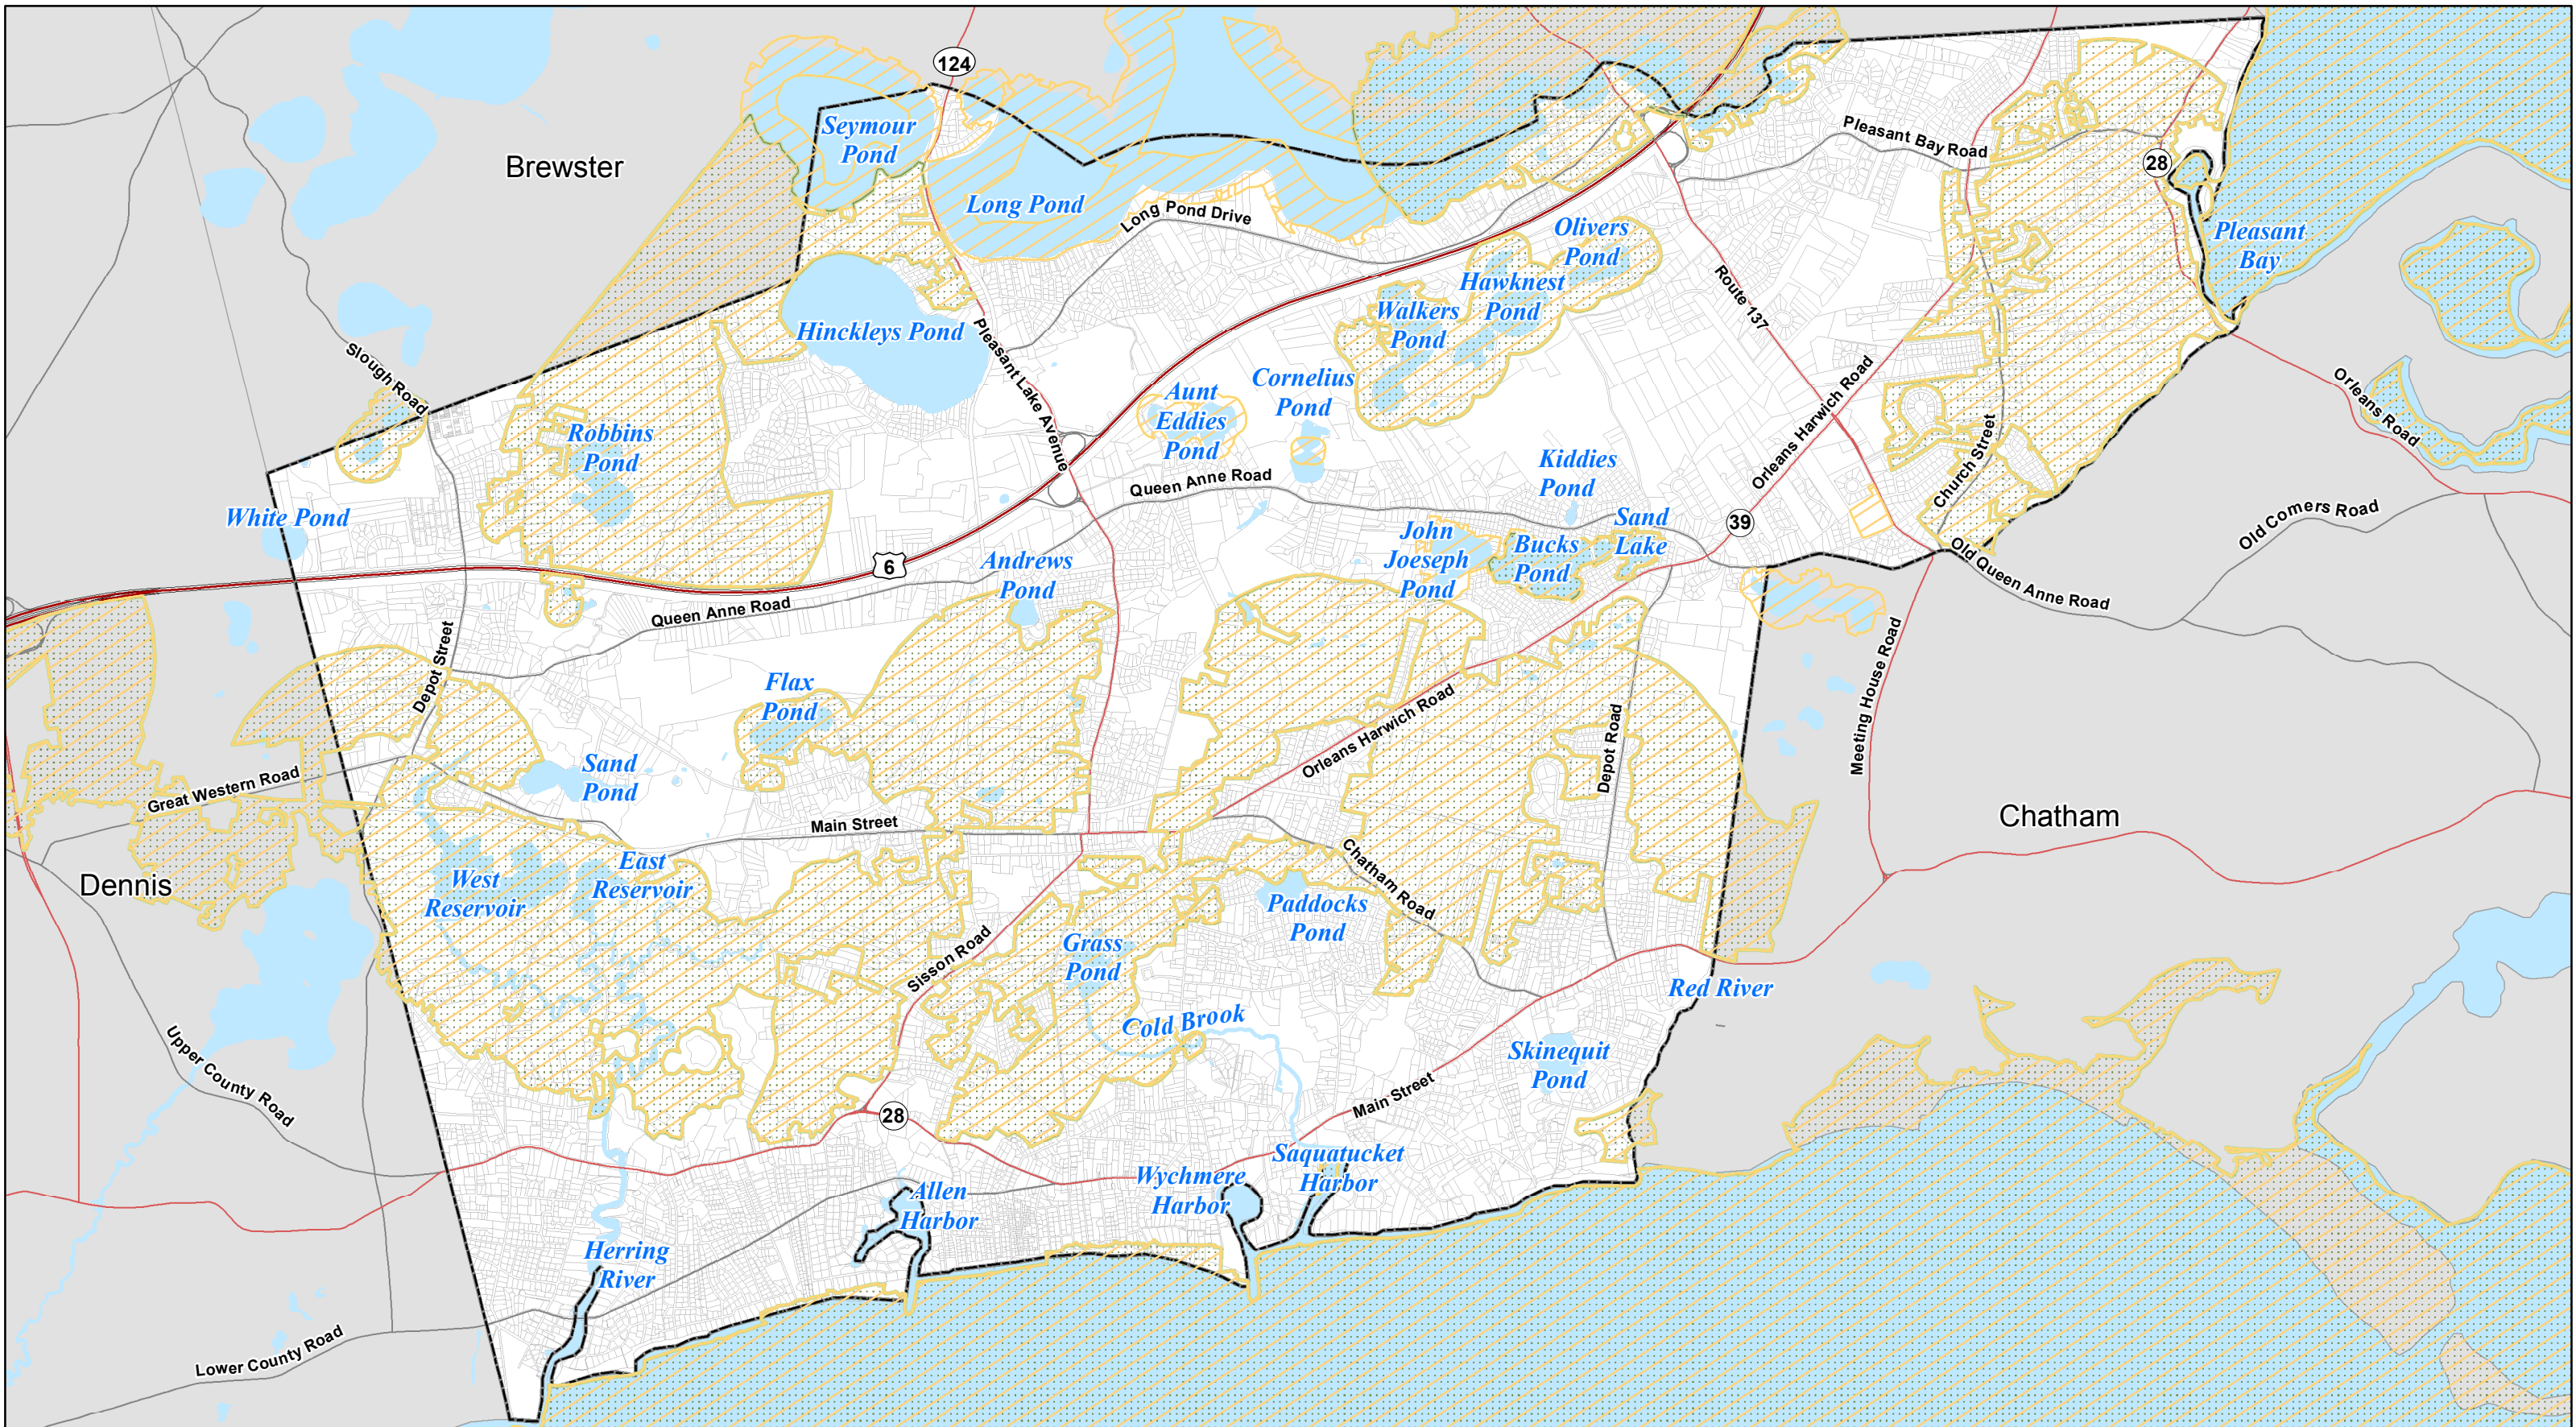 124
Seymour
Pond
Brewster
Pleasant Bay Road
28
Long Pond
Long Pond Drive
Olivers
Pond
Pleasant
Bay
Hawknest
Pond
Walkers
Pond
Route 137
Hinckleys Pond
Pleasant Lake Avenue
Slough Road
Orleans Road
Aunt
Eddies
Pond
Cornelius
Pond
Orleans Harwich Road
Church Street
Robbins
Pond
Kiddies
Pond
Queen Anne Road
White Pond
Sand
Lake
39
Old Comers Road
John
Joeseph
Pond
Bucks
Pond
6
Andrews
Pond
Old Queen Anne Road
Queen Anne Road
Depot Street
Meeting House Road
Flax
Pond
Orleans Harwich Road
Depot Road
Sand
Pond
Great Western Road
Main Street
Chatham
Chatham Road
East
Reservoir
West
Reservoir
Dennis
Paddocks
Pond
Grass
Pond
Sisson Road
Red River
Cold Brook
Skinequit
Pond
Upper County Road
Main Street
28
Saquatucket
Harbor
Wychmere
Harbor
Allen
Harbor
Herring
River
Lower County Road